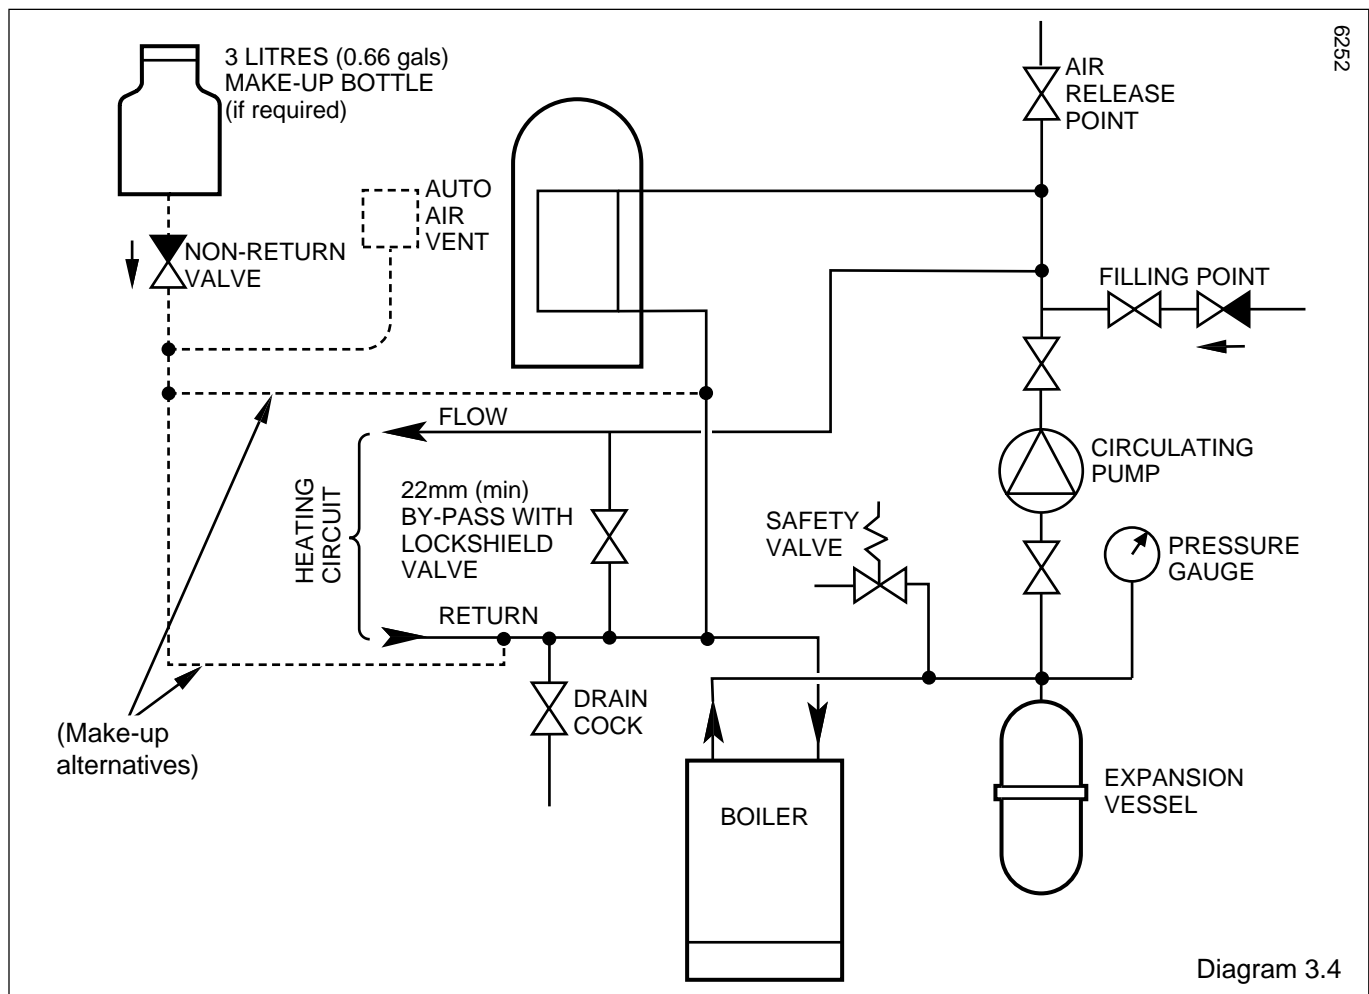 6252
3 LITRES (0.66 gals)
MAKE-UP BOTTLE
(if required)
AIR
RELEASE
POINT
AUTO
AIR
VENT
NON-RETURN
VALVE
FILLING POINT
FLOW
CIRCULATING
PUMP
HEATING
CIRCUIT
22mm (min)
BY-PASS WITH
LOCKSHIELD
VALVE
SAFETY
VALVE
PRESSURE
GAUGE
RETURN
DRAIN
COCK
(Make-up
alternatives)
EXPANSION
VESSEL
BOILER
Diagram 3.4